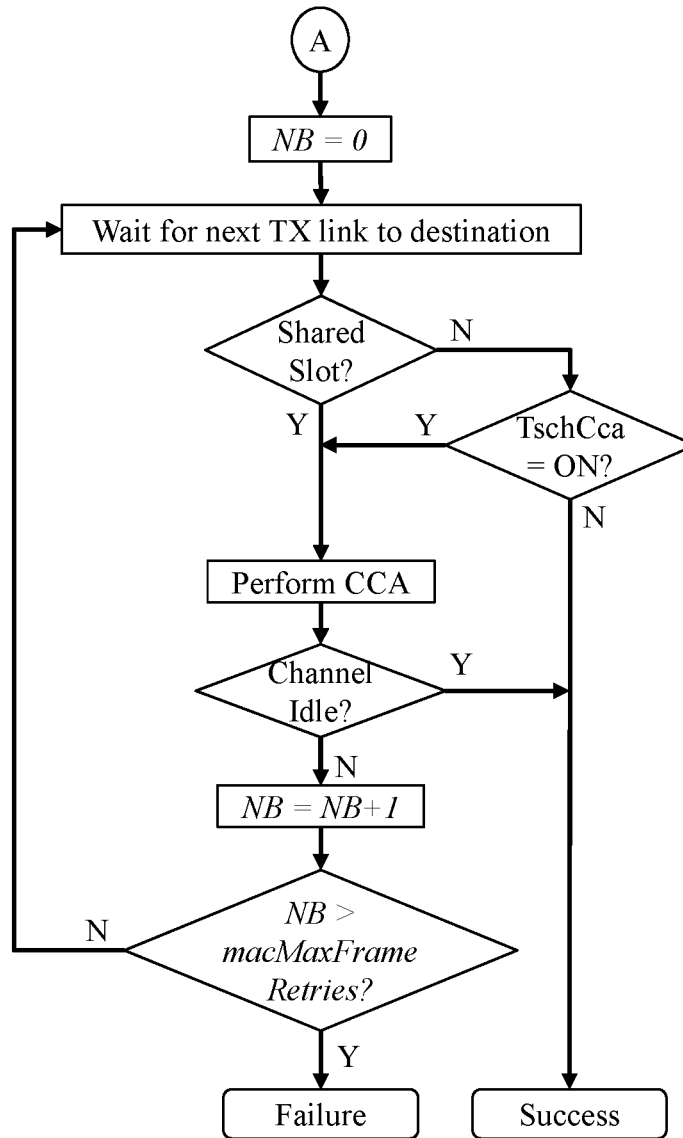 A
NB = 0
Wait for next TX link to destination
Shared
Slot?
N
Y
Y
TschCca
= ON?
N
Perform CCA
Channel
Idle?
Y
N
NB = NB+1
N
NB >
macMaxFrame
Retries?
Y
Failure
Success